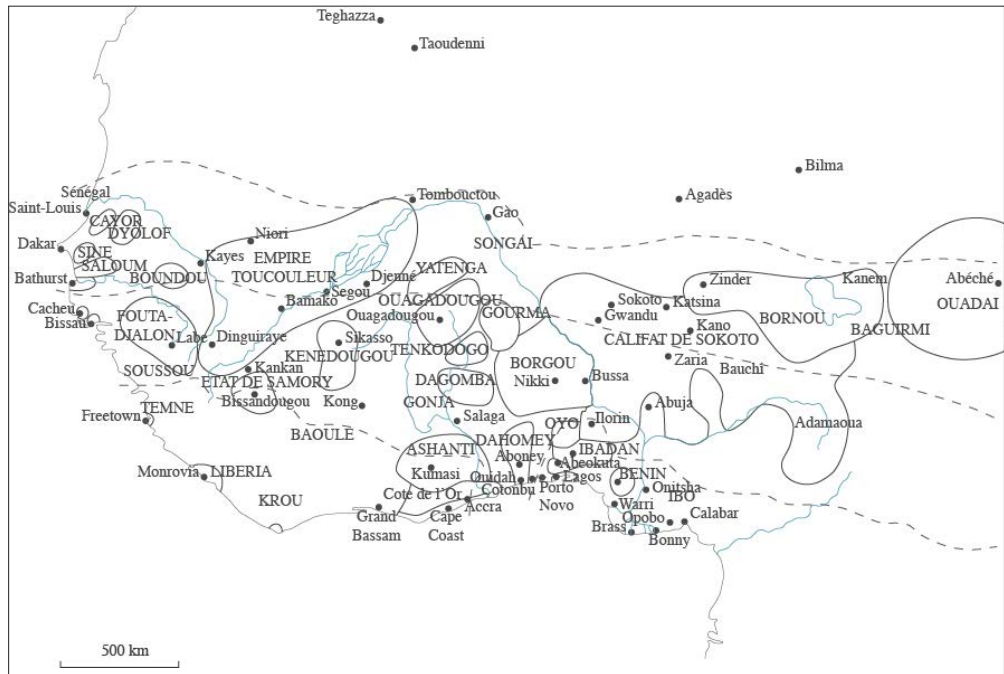 Teghazza
Taoudenni
Bilma
Agadès
Sénégal
Saint-Louis
CAYOR
DYOLOF
Tombouctou
Gao
SONGÁI
Dakar
SINE
SALOUM
Niori
EMPIRE
TOUCOULEUR
Kayes
BOUNDOU
Bathurst
YATENGA
Djenné
Ségou
Zinder
Kanem
Abéché
OUADAI
Cacheu
Bissau
FOUTA-
DJALON
Labe
Dinguiraye
Bamako
OUAGADOUGOU
Ouagadougou
GOURMA
Sokoto
Gwandu
Katsina
Kano
CALIFAT DE SOKOTO
BORNOU
BAGUIRMI
SOUSSOU
Sikasso
KENEDOUGOU
TENKODOGO
BORGOU
Nikki
Bussa
Zaria
Bauchî
Kankan
ETAT DE SAMORY
Bissandougou
Kong
DAGOMBA
GONJA
Salaga
Abuja
Adamaoua
Freetown
TEMNE
BAOULÉ
OYO
Ilorin
ASHANTI
Kumasi
DAHOMEY
Aboney
IBADAN
Abeokuta
Monrovia
LIBERIA
KROU
Ouidah
Cotonbu
Porto
Novo
Lagos
BENIN
Onitsha
IBO
Grand
Bassam
Cote de l'Or
Accra
Cape
Coast
Warri
Opobo
Calabar
Brass
Bonny
500 km